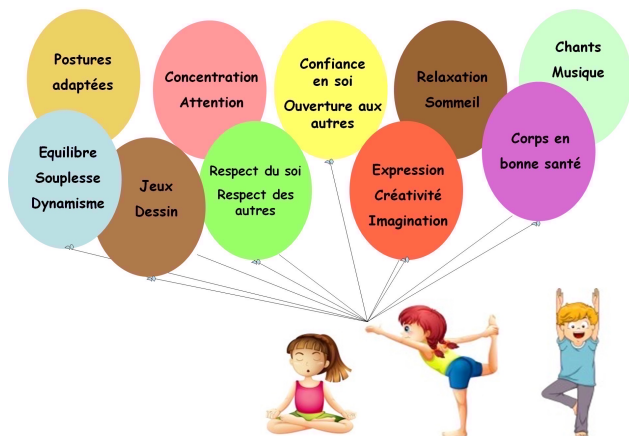 Postures
adaptées
Concentration
Attention
Confiance
en soi
Ouverture aux
autres
Relaxation
Sommeil
Chants
Musique
Equilibre
Souplesse
Dynamisme
Jeux
Dessin
Respect du soi
Respect des
autres
Expression
Créativité
Imagination
Corps en
bonne santé